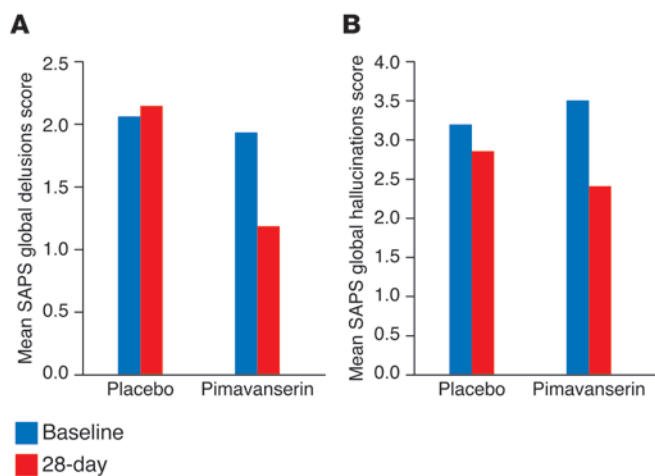 A
Mean SAPS global delusions score
2.5
2.0
1.5
1.0
0.5
0.0
Placebo
Pimavanserin
B
Mean SAPS global hallucinations score
4.0
3.5
3.0
2.5
2.0
1.5
1.0
0.5
0.0
Placebo
Pimavanserin
Baseline
28-day